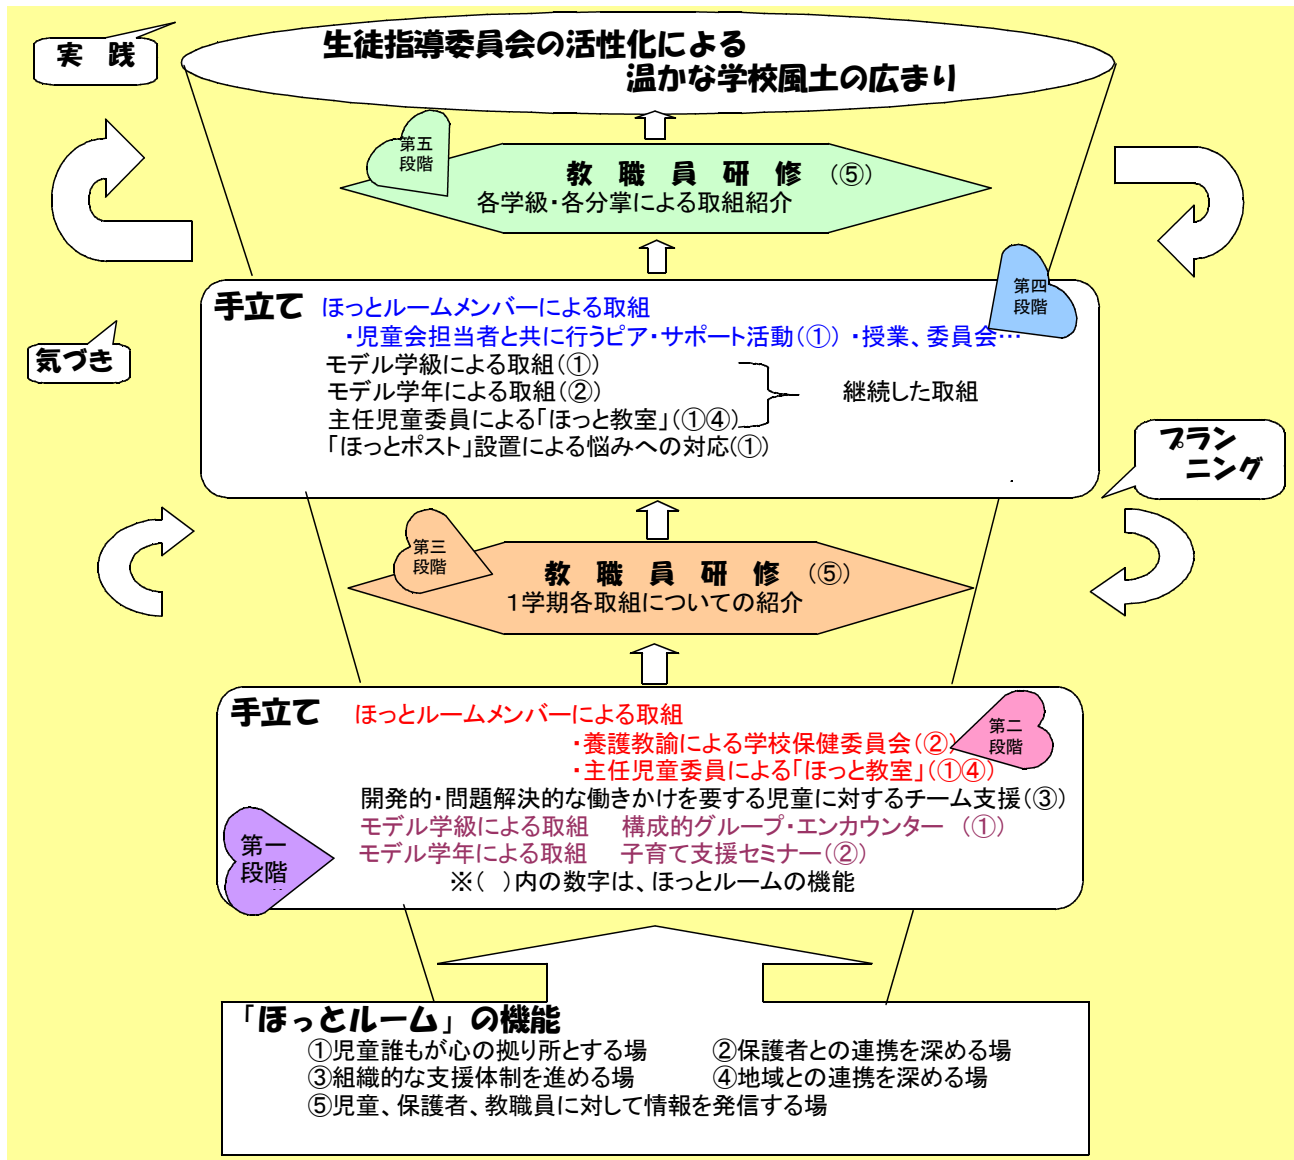 実　践
生徒指導委員会の活性化による
温かな学校風土の広まり
第五
段階
教　職　員　研　修　（⑤）
各学級・各分掌による取組紹介
第四
段階
手立て　ほっとルームメンバーによる取組
・児童会担当者と共に行うピア・サポート活動（①）　・授業、委員会…
モデル学級による取組（①）
モデル学年による取組（②）
継続した取組
主任児童委員による「ほっと教室」（①④）
「ほっとポスト」設置による悩みへの対応（①）
気づき
プラン
ニング
第三
段階
教　職　員　研　修　（⑤）
１学期各取組についての紹介
手立て　ほっとルームメンバーによる取組
第二
段階
・養護教諭による学校保健委員会（②）
・主任児童委員による「ほっと教室」（①④）
開発的・問題解決的な働きかけを要する児童に対するチーム支援（③）
モデル学級による取組　構成的グループ・エンカウンター　（①）
モデル学年による取組　子育て支援セミナー（②）
※（　）内の数字は、ほっとルームの機能
第一
段階
「ほっとルーム」の機能
①児童誰もが心の拠り所とする場　②保護者との連携を深める場
③組織的な支援体制を進める場　④地域との連携を深める場
⑤児童、保護者、教職員に対して情報を発信する場